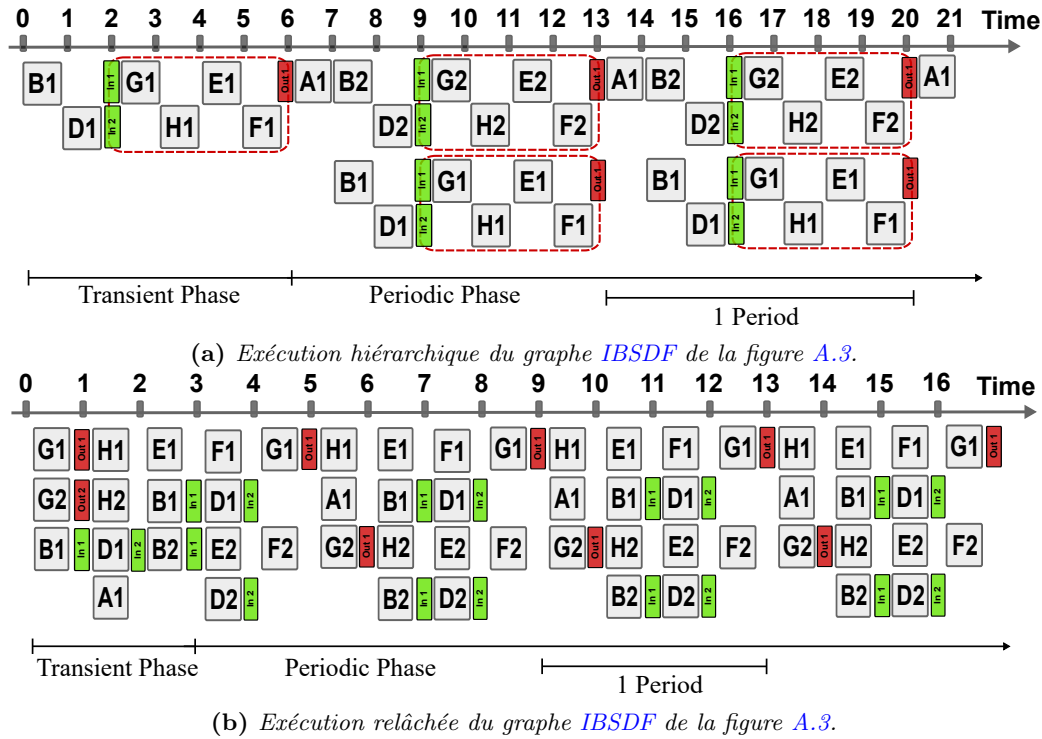 0 1 2 3 4 5 6 7 8 9 10 11 12 13 14 15 16 17 18 19 20 21 Time
B1 In 1 G1 E1 Out 1 A1 B2 In 1 G2 E2 Out 1 A1 B2 In 1 G2 E2 Out 1 A1
D1 In 2 H1 F1 D2 In 2 H2 F2 D2 In 2 H2 F2
B1 In 1 G1 E1 Out 1 B1 In 1 G1 E1 Out 1
D1 In 2 H1 F1 D1 In 2 H1 F1
Transient Phase Periodic Phase
1 Period
(a) Exécution hiérarchique du graphe IBSDF de la figure A.3.
0 1 2 3 4 5 6 7 8 9 10 11 12 13 14 15 16 Time
G1 Out 1 H1 E1 F1 G1 Out 1 H1 E1 F1 G1 Out 1 H1 E1 F1 G1 Out 1 H1 E1 F1 G1 Out 1
G2 Out 2 H2 B1 In 1 D1 In 2 A1 B1 In 1 D1 In 2 A1 B1 In 1 D1 In 2 A1 B1 In 1 D1 In 2
B1 In 1 D1 In 2 B2 In 1 E2 F2 G2 Out 1 H2 E2 F2 G2 Out 1 H2 E2 F2 G2 Out 1 H2 E2 F2
A1 D2 In 2 B2 In 1 D2 In 2 B2 In 1 D2 In 2 B2 In 1 D2 In 2
Transient Phase Periodic Phase
1 Period
(b) Exécution relâchée du graphe IBSDF de la figure A.3.